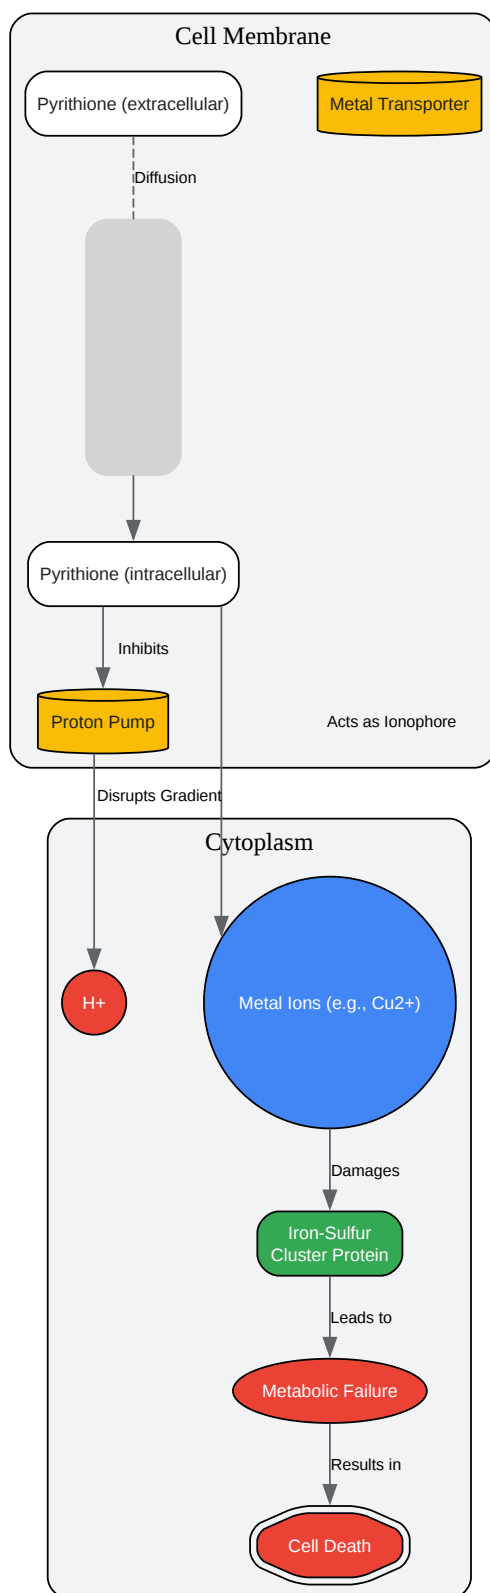 Cell Membrane
Pyrithione (extracellular)
Metal Transporter
Diffusion
Pyrithione (intracellular)
Inhibits
Proton Pump
Acts as Ionophore
Disrupts Gradient
Cytoplasm
H+
Metal Ions (e.g., Cu2+)
Damages
Iron-Sulfur
Cluster Protein
Leads to
Metabolic Failure
Results in
Cell Death